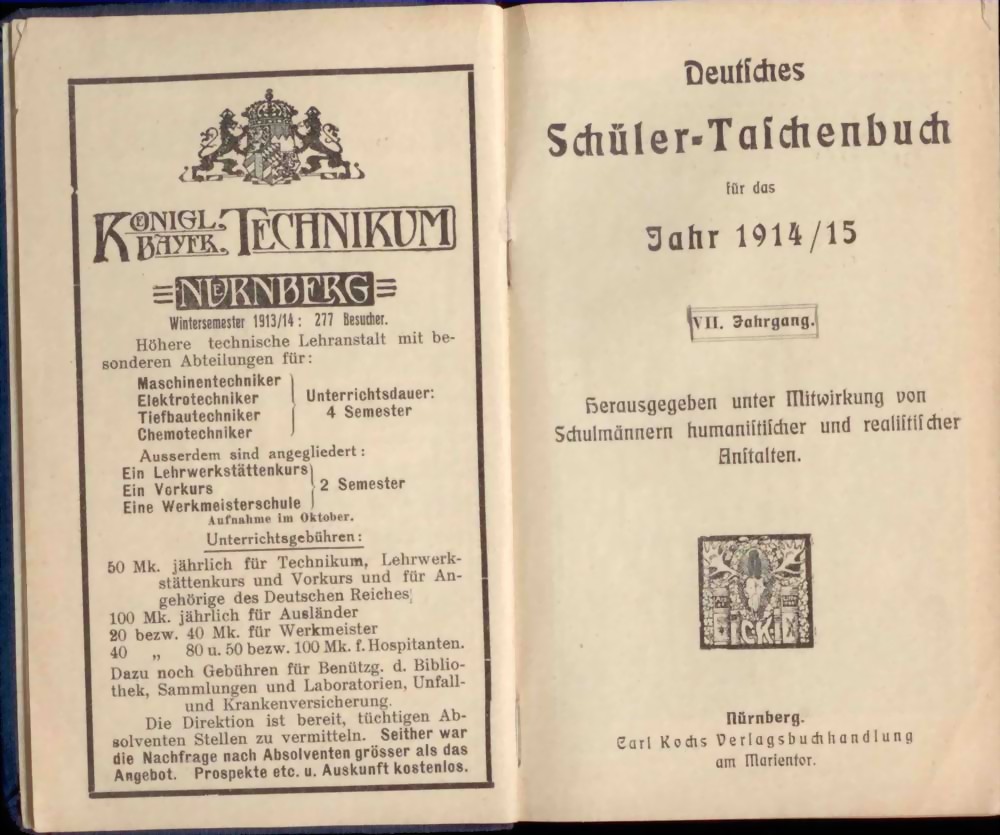 KÖNIGL.
BAYER. TECHNIKUM
NÜRNBERG
Wintersemester 1913/14: 277 Besucher.
Höhere technische Lehranstalt mit be-
sonderen Abteilungen für:
Maschinentechniker
Elektrotechniker
Tiefbautechniker
Chemotechniker
Unterrichtsdauer:
4 Semester
Ausserdem sind angegliedert:
Ein Lehrwerkstättenkurs
Ein Vorkurs
Eine Werkmeisterschule
2 Semester
Aufnahme im Oktober.
Unterrichtsgebühren:
50 Mk. jährlich für Technikum, Lehrwerk-
stättenkurs und Vorkurs und für An-
gehörige des Deutschen Reiches
100 Mk. jährlich für Ausländer
20 bezw. 40 Mk. für Werkmeister
40 „ 80 u. 50 bezw. 100 Mk. f. Hospitanten.
Dazu noch Gebühren für Benützg. d. Biblio-
thek, Sammlungen und Laboratorien, Unfall-
und Krankenversicherung.
Die Direktion ist bereit, tüchtigen Ab-
solventen Stellen zu vermitteln. Seither war
die Nachfrage nach Absolventen grösser als das
Angebot. Prospekte etc. u. Auskunft kostenlos.
Deutſches
Schüler-Taſchenbuch
für das
Jahr 1914/15
VII. Jahrgang.
Herausgegeben unter Mitwirkung von
Schulmännern humaniſtiſcher und realiſtiſcher
Anſtalten.
Nürnberg.
Carl Kochs Verlagsbuchhandlung
am Marientor.